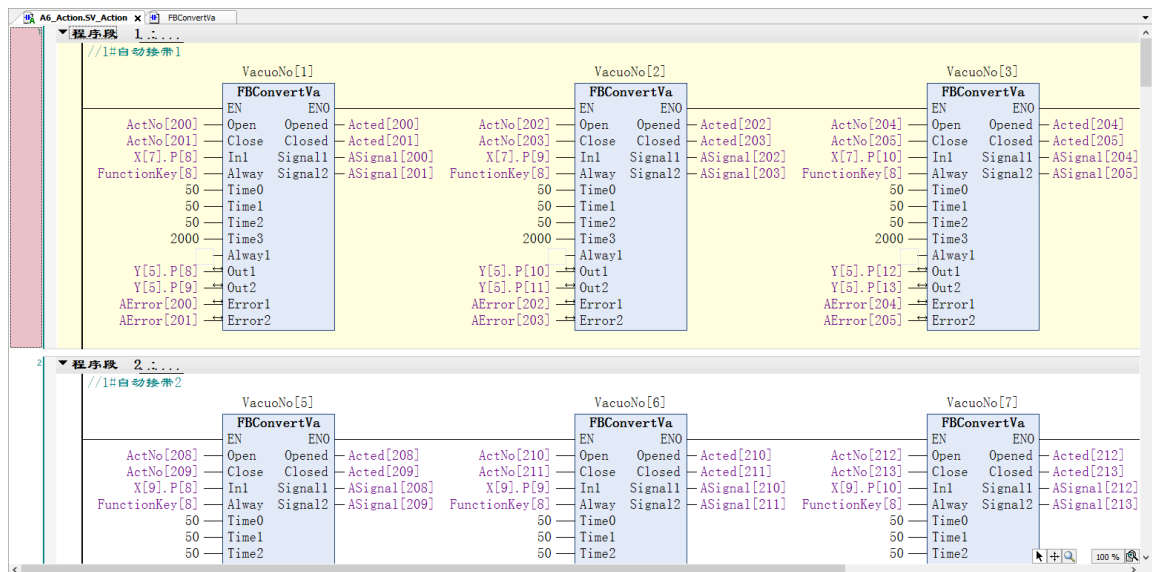 A6_Action.SV_Action FBConvertVa
1 程序段 1.:....
//1#自动接带1
VacuoNo[1] VacuoNo[2] VacuoNo[3]
FBConvertVa FBConvertVa FBConvertVa
EN ENO EN ENO EN ENO
ActNo[200] Open Opened Acted[200] ActNo[202] Open Opened Acted[202] ActNo[204] Open Opened Acted[204]
ActNo[201] Close Closed Acted[201] ActNo[203] Close Closed Acted[203] ActNo[205] Close Closed Acted[205]
X[7].P[8] In1 Signal1 ASignal[200] X[7].P[9] In1 Signal1 ASignal[202] X[7].P[10] In1 Signal1 ASignal[204]
FunctionKey[8] Alway Signal2 ASignal[201] FunctionKey[8] Alway Signal2 ASignal[203] FunctionKey[8] Alway Signal2 ASignal[205]
50 Time0 50 Time0 50 Time0
50 Time1 50 Time1 50 Time1
50 Time2 50 Time2 50 Time2
2000 Time3 2000 Time3 2000 Time3
Alway1 Alway1 Alway1
Y[5].P[8] Out1 Y[5].P[10] Out1 Y[5].P[12] Out1
Y[5].P[9] Out2 Y[5].P[11] Out2 Y[5].P[13] Out2
AError[200] Error1 AError[202] Error1 AError[204] Error1
AError[201] Error2 AError[203] Error2 AError[205] Error2
2 程序段 2.:....
//1#自动接带2
VacuoNo[5] VacuoNo[6] VacuoNo[7]
FBConvertVa FBConvertVa FBConvertVa
EN ENO EN ENO EN ENO
ActNo[208] Open Opened Acted[208] ActNo[210] Open Opened Acted[210] ActNo[212] Open Opened Acted[212]
ActNo[209] Close Closed Acted[209] ActNo[211] Close Closed Acted[211] ActNo[213] Close Closed Acted[213]
X[9].P[8] In1 Signal1 ASignal[208] X[9].P[9] In1 Signal1 ASignal[210] X[9].P[10] In1 Signal1 ASignal[212]
FunctionKey[8] Alway Signal2 ASignal[209] FunctionKey[8] Alway Signal2 ASignal[211] FunctionKey[8] Alway Signal2 ASignal[213]
50 Time0 50 Time0 50 Time0
50 Time1 50 Time1 50 Time1
50 Time2 50 Time2 50 Time2
100 %